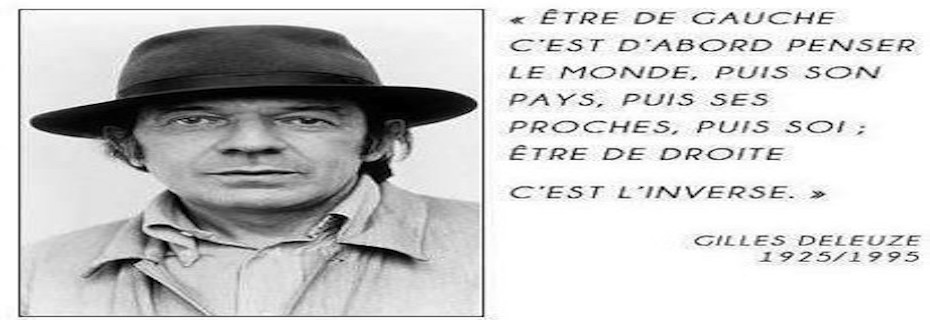 « ÊTRE DE GAUCHE
C'EST D'ABORD PENSER
LE MONDE, PUIS SON
PAYS, PUIS SES
PROCHES, PUIS SOI ;
ÊTRE DE DROITE
C'EST L'INVERSE. »
GILLES DELEUZE
1925/1995